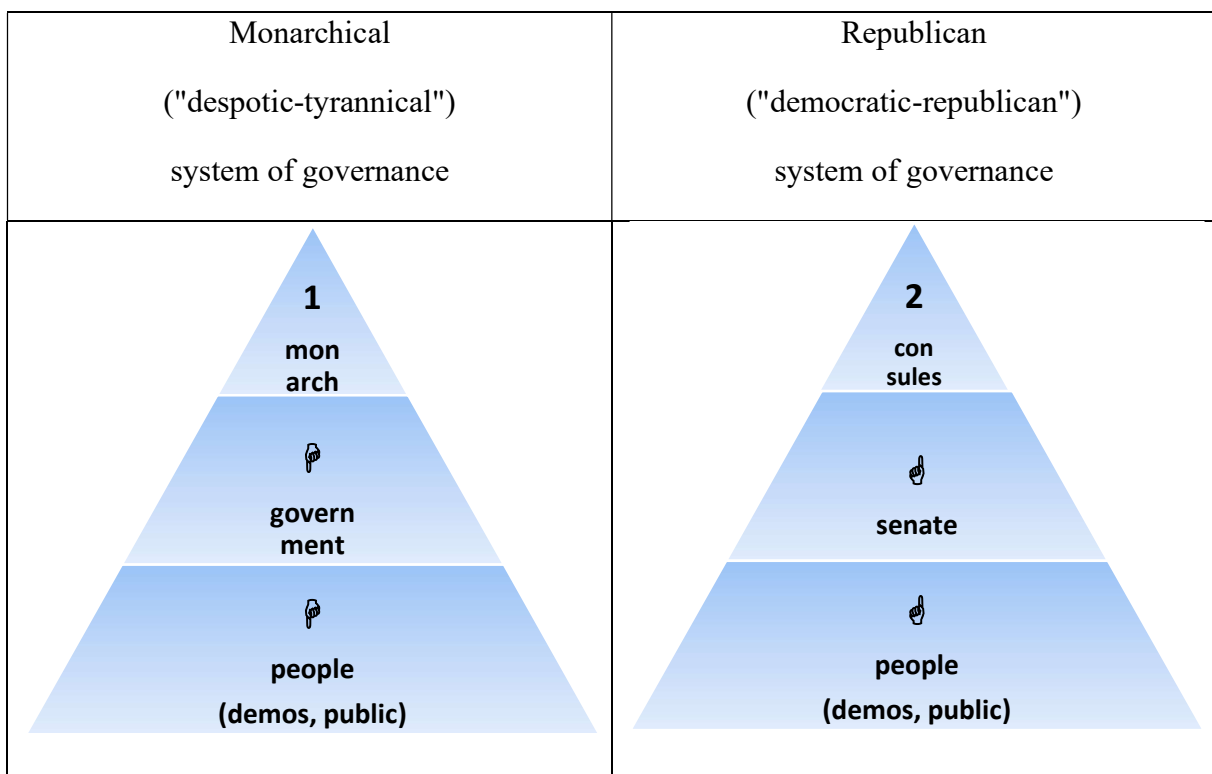 Monarchical
("despotic-tyrannical")
system of governance
Republican
("democratic-republican")
system of governance
1
mon
arch
☟
govern
ment
☟
people
(demos, public)
2
con
sules
☝
senate
☝
people
(demos, public)